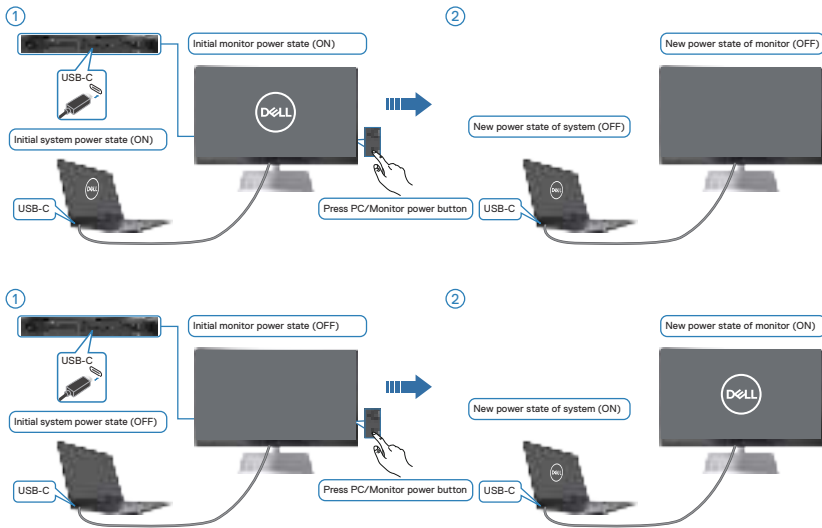 ①
②
Initial monitor power state (ON)
New power state of monitor (OFF)
USB-C
DELL
New power state of system (OFF)
Initial system power state (ON)
DELL
DELL
USB-C
Press PC/Monitor power button
USB-C
①
②
Initial monitor power state (OFF)
New power state of monitor (ON)
USB-C
DELL
New power state of system (ON)
Initial system power state (OFF)
DELL
USB-C
Press PC/Monitor power button
USB-C